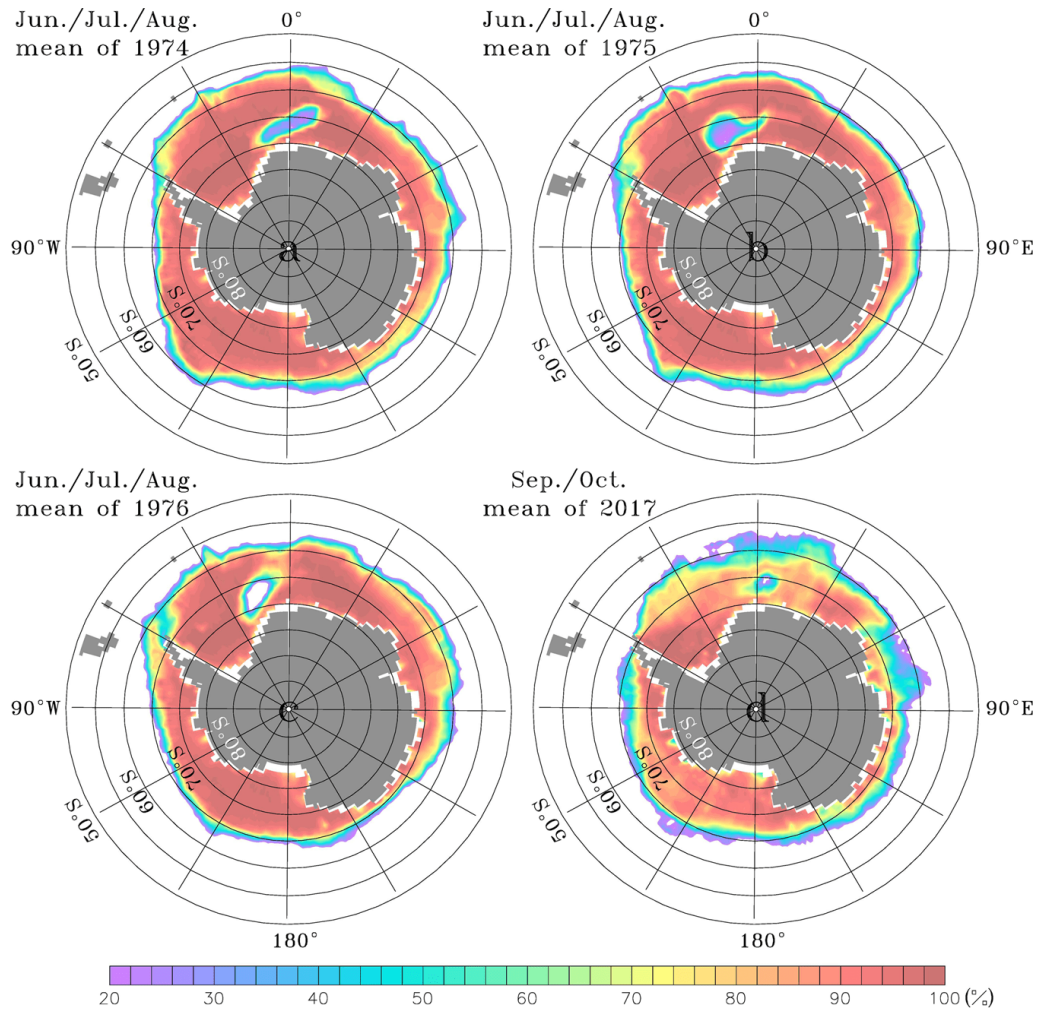 Jun./Jul./Aug.
mean of 1974
0°
Jun./Jul./Aug.
mean of 1975
0°
90°W
a
80°S
70°S
60°S
50°S
b
90°E
80°S
70°S
60°S
50°S
Jun./Jul./Aug.
mean of 1976
Sep./Oct.
mean of 2017
90°W
c
80°S
70°S
60°S
50°S
180°
d
90°E
80°S
70°S
60°S
50°S
180°
20 30 40 50 60 70 80 90 100 (%)